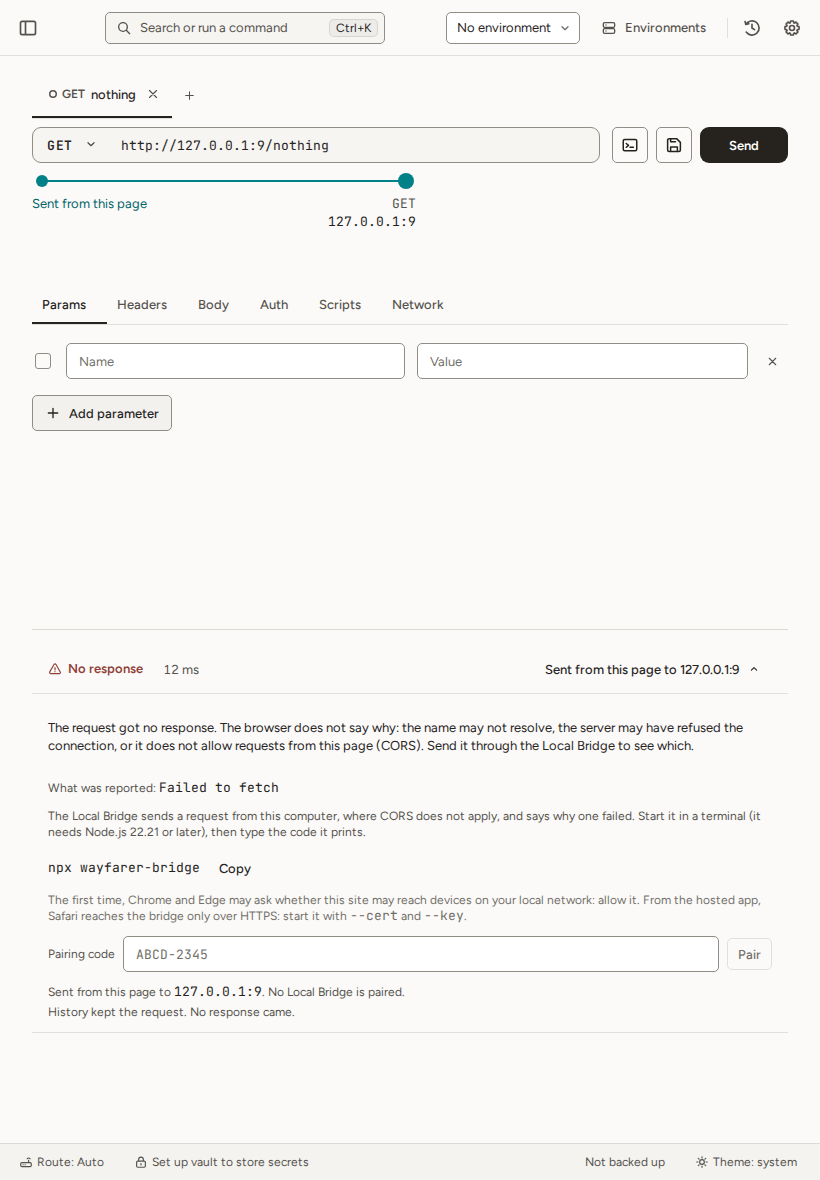 Search or run a command Ctrl+K No environment Environments
GET nothing
GET http://127.0.0.1:9/nothing Send
Sent from this page GET
127.0.0.1:9
Params Headers Body Auth Scripts Network
Name Value
Add parameter
No response 12 ms Sent from this page to 127.0.0.1:9
The request got no response. The browser does not say why: the name may not resolve, the server may have refused the
connection, or it does not allow requests from this page (CORS). Send it through the Local Bridge to see which.
What was reported: Failed to fetch
The Local Bridge sends a request from this computer, where CORS does not apply, and says why one failed. Start it in a terminal (it
needs Node.js 22.21 or later), then type the code it prints.
npx wayfarer-bridge Copy
The first time, Chrome and Edge may ask whether this site may reach devices on your local network: allow it. From the hosted app,
Safari reaches the bridge only over HTTPS: start it with --cert and --key.
Pairing code ABCD-2345 Pair
Sent from this page to 127.0.0.1:9. No Local Bridge is paired.
History kept the request. No response came.
Route: Auto Set up vault to store secrets Not backed up Theme: system